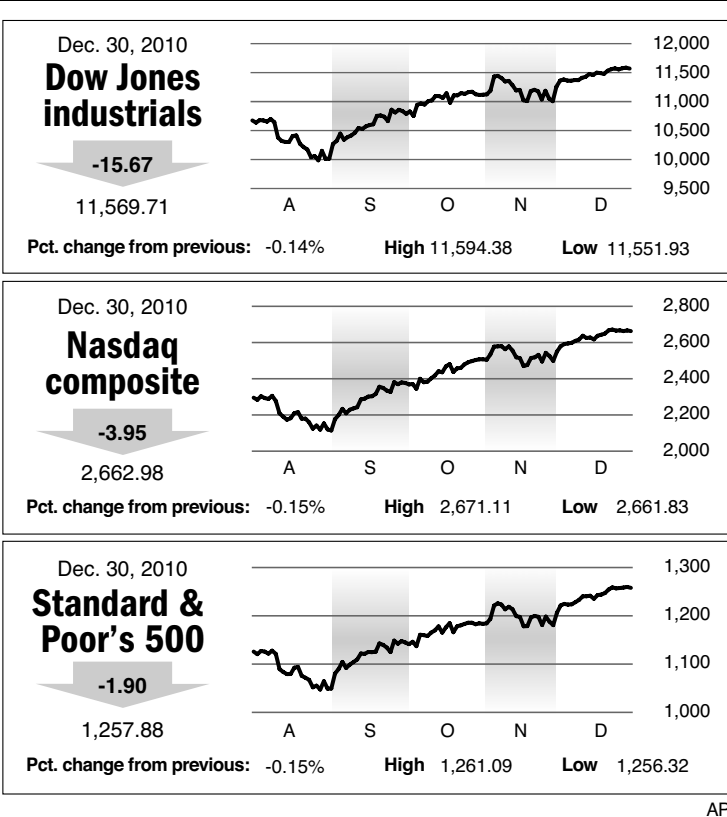 Dec. 30, 2010
Dow Jones
industrials
-15.67
11,569.71
12,000
11,500
11,000
10,500
10,000
9,500
A S O N D
Pct. change from previous: -0.14% High 11,594.38 Low 11,551.93
Dec. 30, 2010
Nasdaq
composite
-3.95
2,662.98
2,800
2,600
2,400
2,200
2,000
A S O N D
Pct. change from previous: -0.15% High 2,671.11 Low 2,661.83
Dec. 30, 2010
Standard &
Poor's 500
-1.90
1,257.88
1,300
1,200
1,100
1,000
A S O N D
Pct. change from previous: -0.15% High 1,261.09 Low 1,256.32
AP